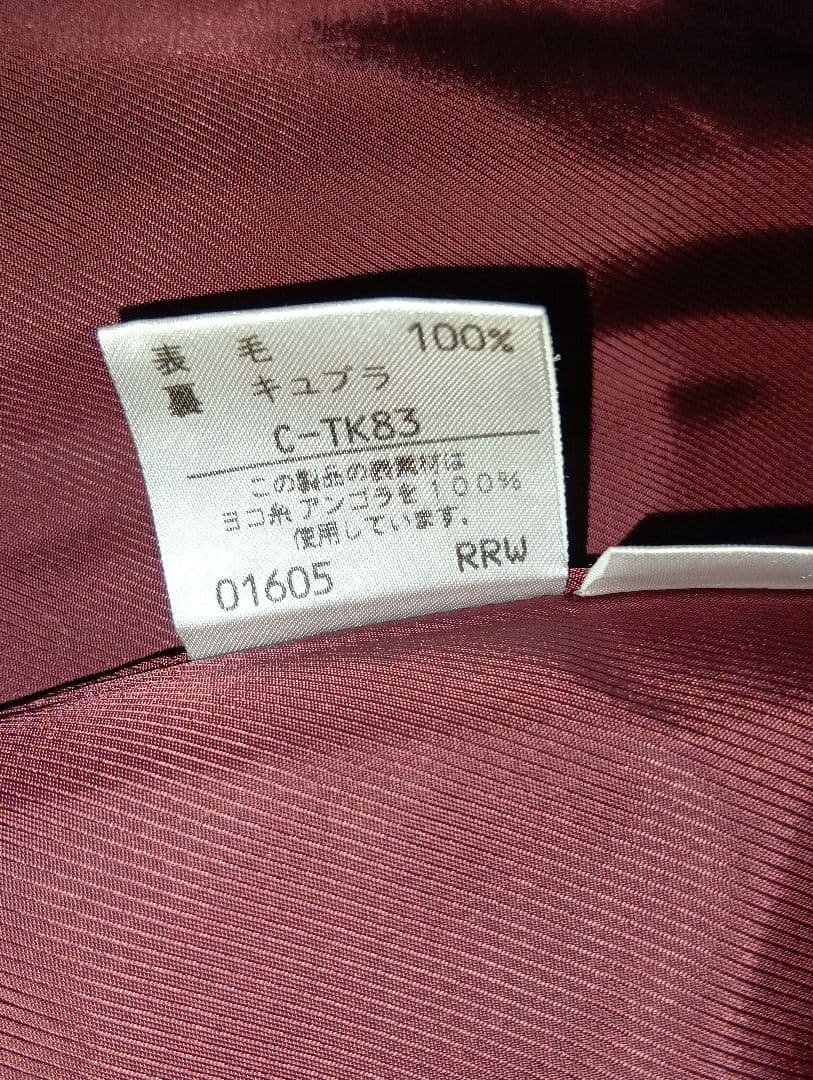 表 毛 100%
裏 キュプラ
C-TK83
この製品の表素材は
ヨコ糸アンゴラを100%
使用しています.
01605 RRW